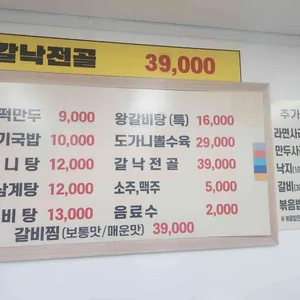 갈낙전골 39,000
떡만두 9,000
기국밥 10,000
니탕 12,000
삼계탕 12,000
비탕 13,000
왕갈비탕 (특) 16,000
도가니뽈수육 29,000
갈낙전골 39,000
소주,맥주 5,000
음료수 2,000
갈비찜 (보통맛/매운맛) 39,000
추가
라면사리
만두사
낙지(10
갈비(3
볶음밥